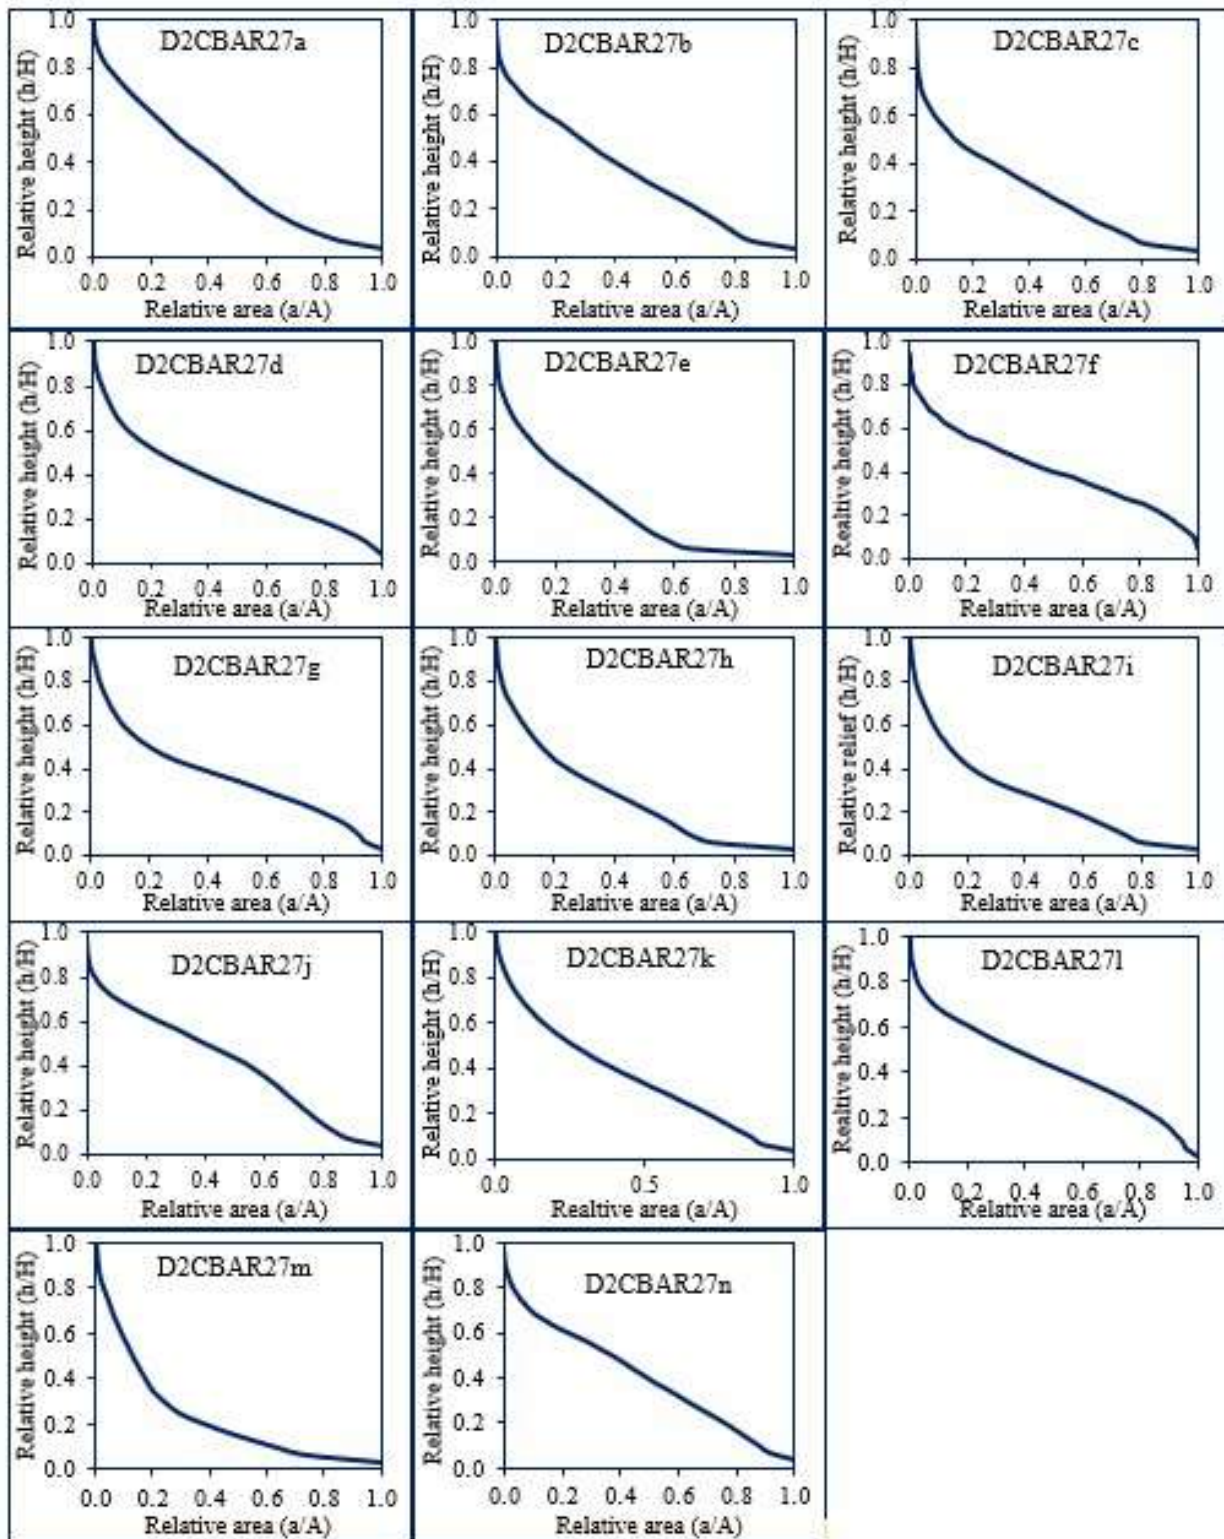 D2CBAR27a
Relative height (h/H)
1.0
0.8
0.6
0.4
0.2
0.0
0.0 0.2 0.4 0.6 0.8 1.0
Relative area (a/A)
D2CBAR27b
Relative height (h/H)
1.0
0.8
0.6
0.4
0.2
0.0
0.0 0.2 0.4 0.6 0.8 1.0
Relative area (a/A)
D2CBAR27c
Relative height (h/H)
1.0
0.8
0.6
0.4
0.2
0.0
0.0 0.2 0.4 0.6 0.8 1.0
Relative area (a/A)
D2CBAR27d
Relative height (h/H)
1.0
0.8
0.6
0.4
0.2
0.0
0.0 0.2 0.4 0.6 0.8 1.0
Relative area (a/A)
D2CBAR27e
Relative height (h/H)
1.0
0.8
0.6
0.4
0.2
0.0
0.0 0.2 0.4 0.6 0.8 1.0
Relative area (a/A)
D2CBAR27f
Realtive height (h/H)
1.0
0.8
0.6
0.4
0.2
0.0
0.0 0.2 0.4 0.6 0.8 1.0
Relative area (a/A)
D2CBAR27g
Relative height (h/H)
1.0
0.8
0.6
0.4
0.2
0.0
0.0 0.2 0.4 0.6 0.8 1.0
Relative area (a/A)
D2CBAR27h
Relative height (h/H)
1.0
0.8
0.6
0.4
0.2
0.0
0.0 0.2 0.4 0.6 0.8 1.0
Relative area (a/A)
D2CBAR27i
Relative relief (h/H)
1.0
0.8
0.6
0.4
0.2
0.0
0.0 0.2 0.4 0.6 0.8 1.0
Relative area (a/A)
D2CBAR27j
Relative height (h/H)
1.0
0.8
0.6
0.4
0.2
0.0
0.0 0.2 0.4 0.6 0.8 1.0
Relative area (a/A)
D2CBAR27k
Relative height (h/H)
1.0
0.8
0.6
0.4
0.2
0.0
0.0 0.5 1.0
Realtive area (a/A)
D2CBAR27l
Realtive height (h/H)
1.0
0.8
0.6
0.4
0.2
0.0
0.0 0.2 0.4 0.6 0.8 1.0
Relative area (a/A)
D2CBAR27m
Relative height (h/H)
1.0
0.8
0.6
0.4
0.2
0.0
0.0 0.2 0.4 0.6 0.8 1.0
Relative area (a/A)
D2CBAR27n
Relative height (h/H)
1.0
0.8
0.6
0.4
0.2
0.0
0.0 0.2 0.4 0.6 0.8 1.0
Relative area (a/A)